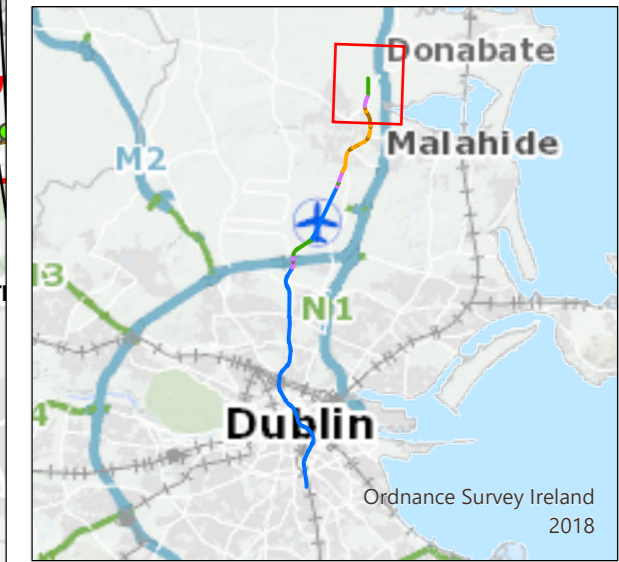 Donabate
M2
Malahide
N1
Dublin
Ordnance Survey Ireland
2018